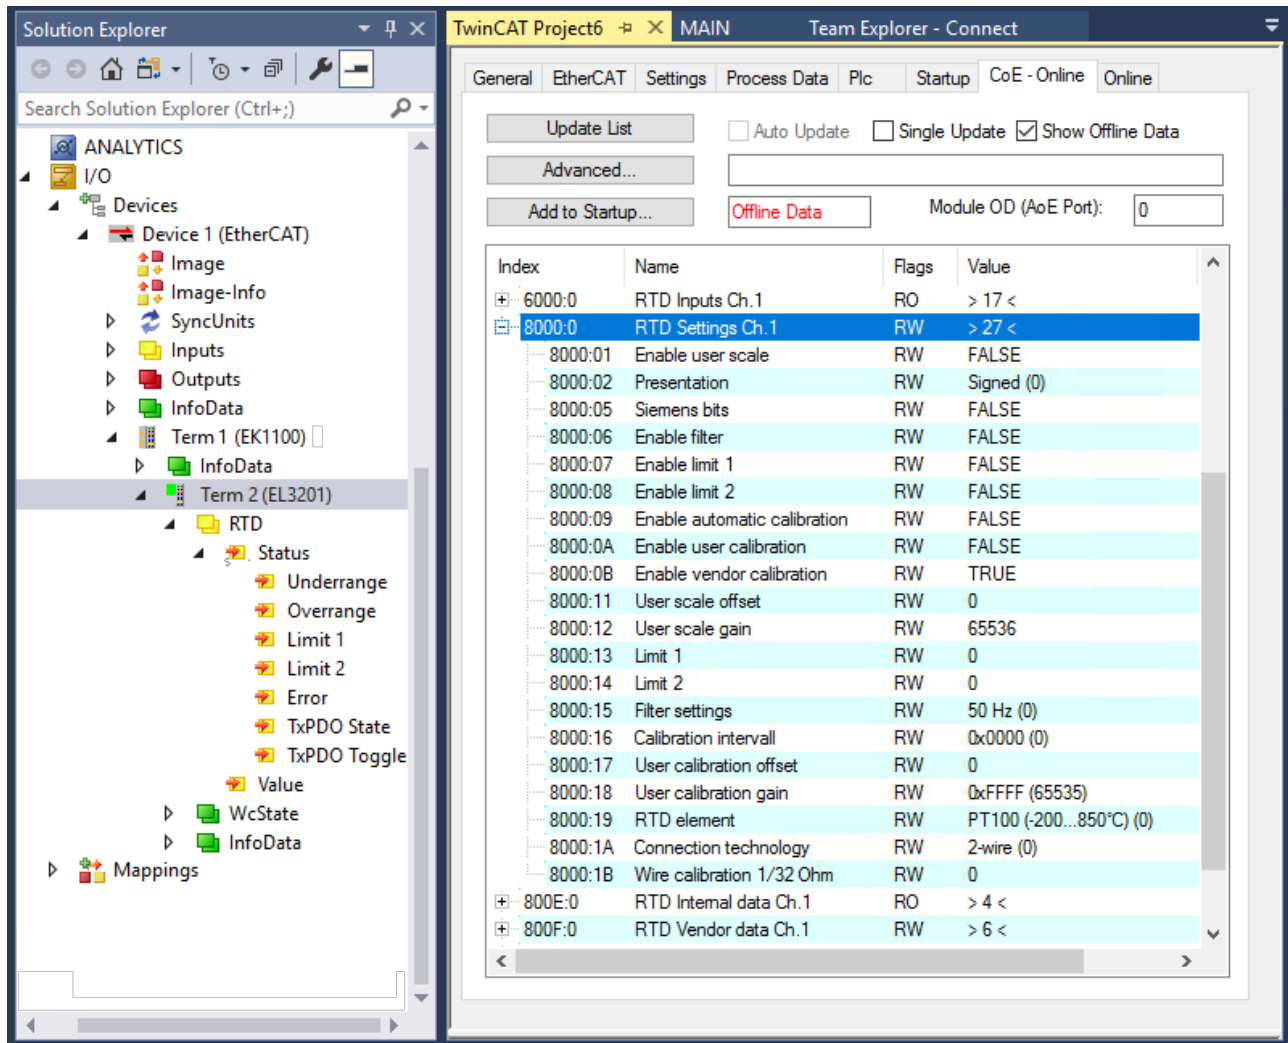 Solution Explorer
Search Solution Explorer (Ctrl+;)
ANALYTICS
I/O
Devices
Device 1 (EtherCAT)
Image
Image-Info
SyncUnits
Inputs
Outputs
InfoData
Term 1 (EK1100)
InfoData
Term 2 (EL3201)
RTD
Status
Underrange
Overrange
Limit 1
Limit 2
Error
TxPDO State
TxPDO Toggle
Value
WcState
InfoData
Mappings
TwinCAT Project6 MAIN Team Explorer - Connect
General EtherCAT Settings Process Data Plc Startup CoE - Online Online
Update List Auto Update Single Update Show Offline Data
Advanced...
Add to Startup... Offline Data Module OD (AoE Port): 0
Index Name Flags Value
6000:0 RTD Inputs Ch.1 RO > 17 <
8000:0 RTD Settings Ch.1 RW > 27 <
8000:01 Enable user scale RW FALSE
8000:02 Presentation RW Signed (0)
8000:05 Siemens bits RW FALSE
8000:06 Enable filter RW FALSE
8000:07 Enable limit 1 RW FALSE
8000:08 Enable limit 2 RW FALSE
8000:09 Enable automatic calibration RW FALSE
8000:0A Enable user calibration RW FALSE
8000:0B Enable vendor calibration RW TRUE
8000:11 User scale offset RW 0
8000:12 User scale gain RW 65536
8000:13 Limit 1 RW 0
8000:14 Limit 2 RW 0
8000:15 Filter settings RW 50 Hz (0)
8000:16 Calibration intervall RW 0x0000 (0)
8000:17 User calibration offset RW 0
8000:18 User calibration gain RW 0xFFFF (65535)
8000:19 RTD element RW PT100 (-200...850°C) (0)
8000:1A Connection technology RW 2-wire (0)
8000:1B Wire calibration 1/32 Ohm RW 0
800E:0 RTD Internal data Ch.1 RO > 4 <
800F:0 RTD Vendor data Ch.1 RW > 6 <